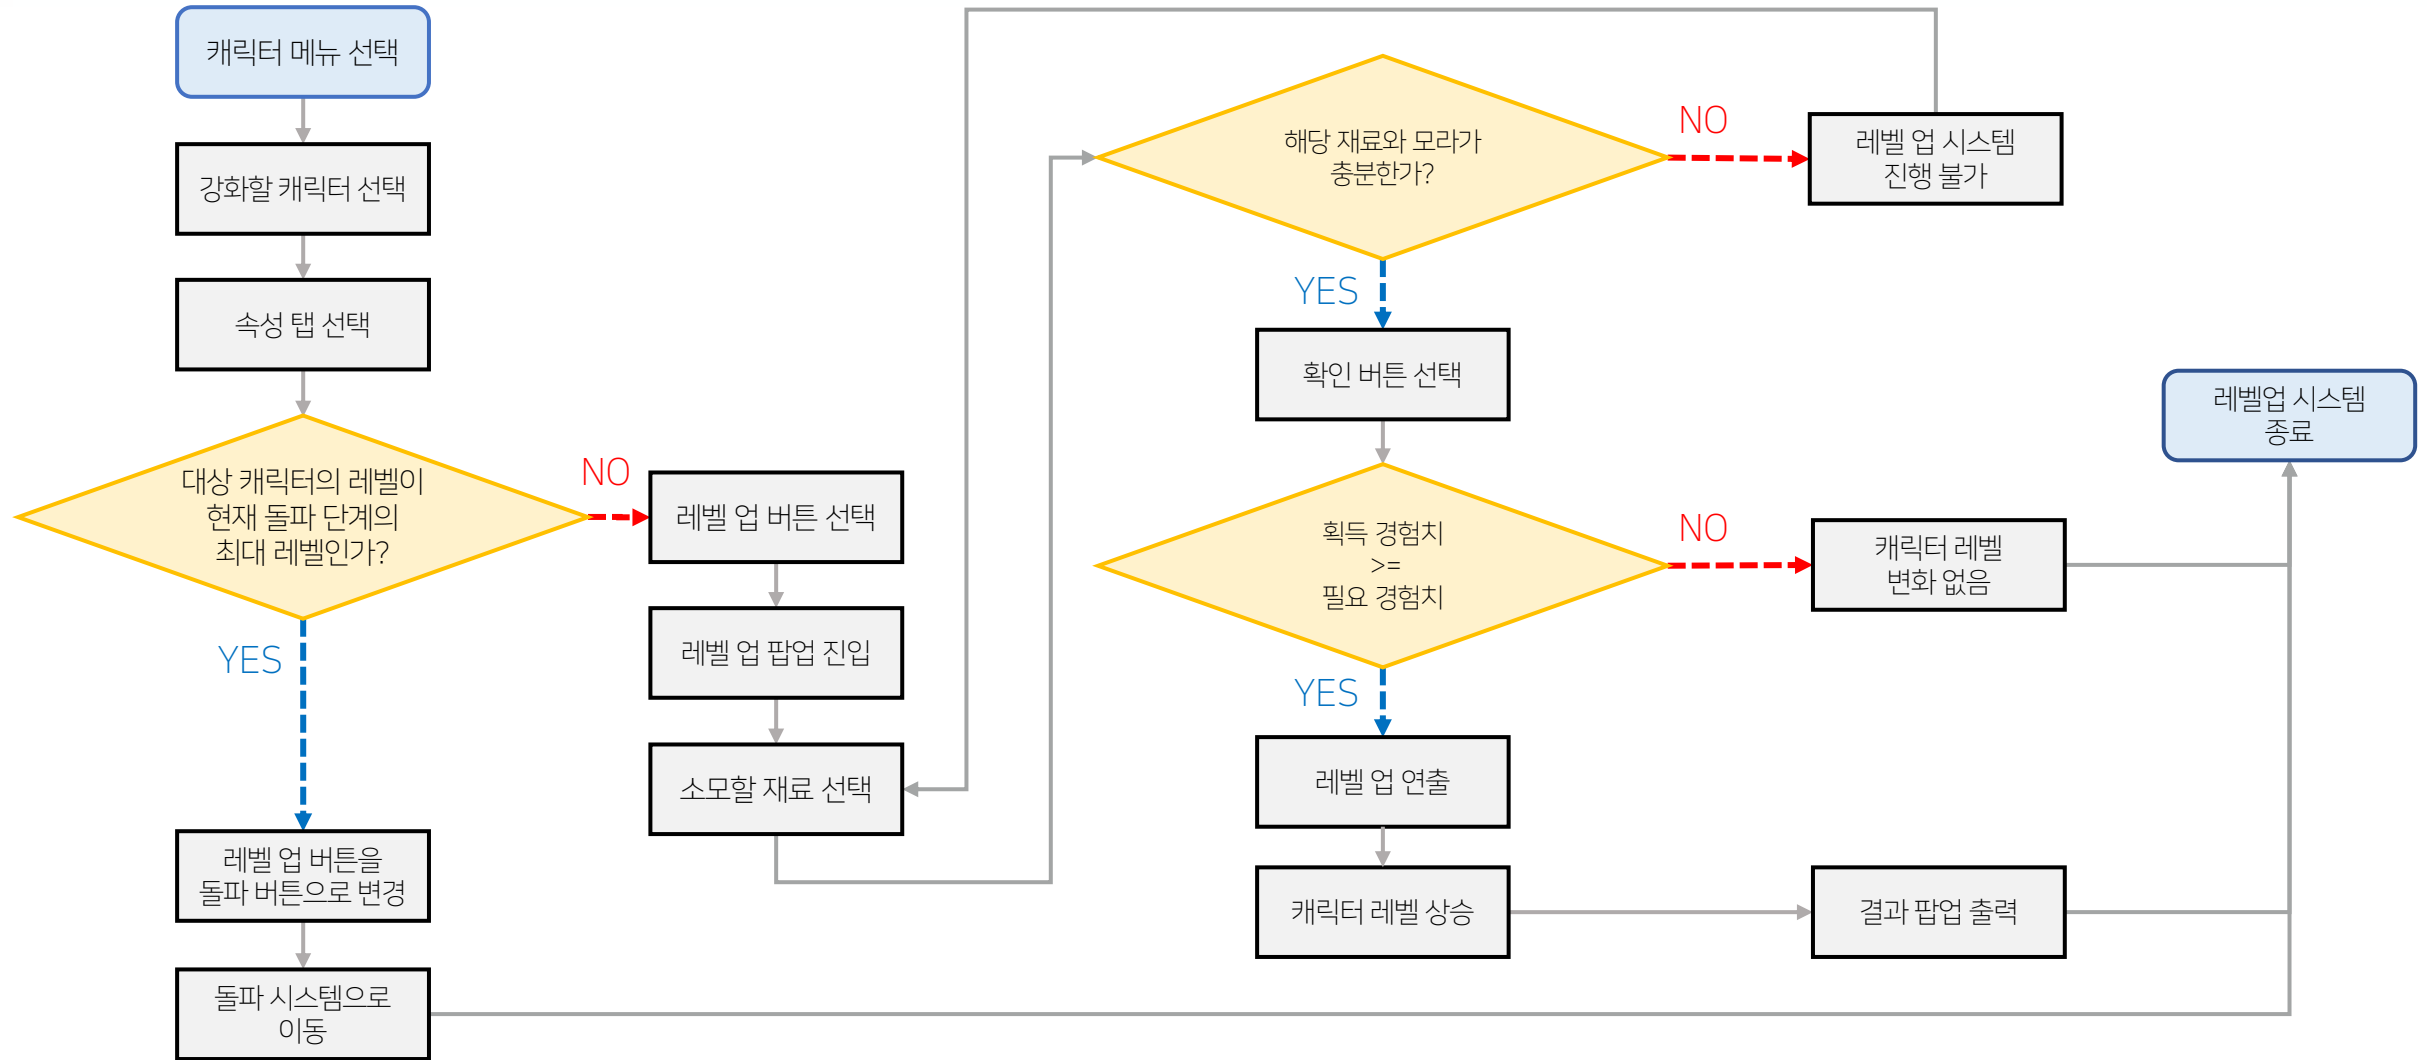 캐릭터 메뉴 선택
강화할 캐릭터 선택
속성 탭 선택
대상 캐릭터의 레벨이
현재 돌파 단계의
최대 레벨인가?
NO
YES
레벨 업 버튼을
돌파 버튼으로 변경
돌파 시스템으로
이동
레벨 업 버튼 선택
레벨 업 팝업 진입
소모할 재료 선택
해당 재료와 모라가
충분한가?
NO
레벨 업 시스템
진행 불가
YES
확인 버튼 선택
획득 경험치
>=
필요 경험치
NO
캐릭터 레벨
변화 없음
YES
레벨 업 연출
캐릭터 레벨 상승
결과 팝업 출력
레벨업 시스템
종료